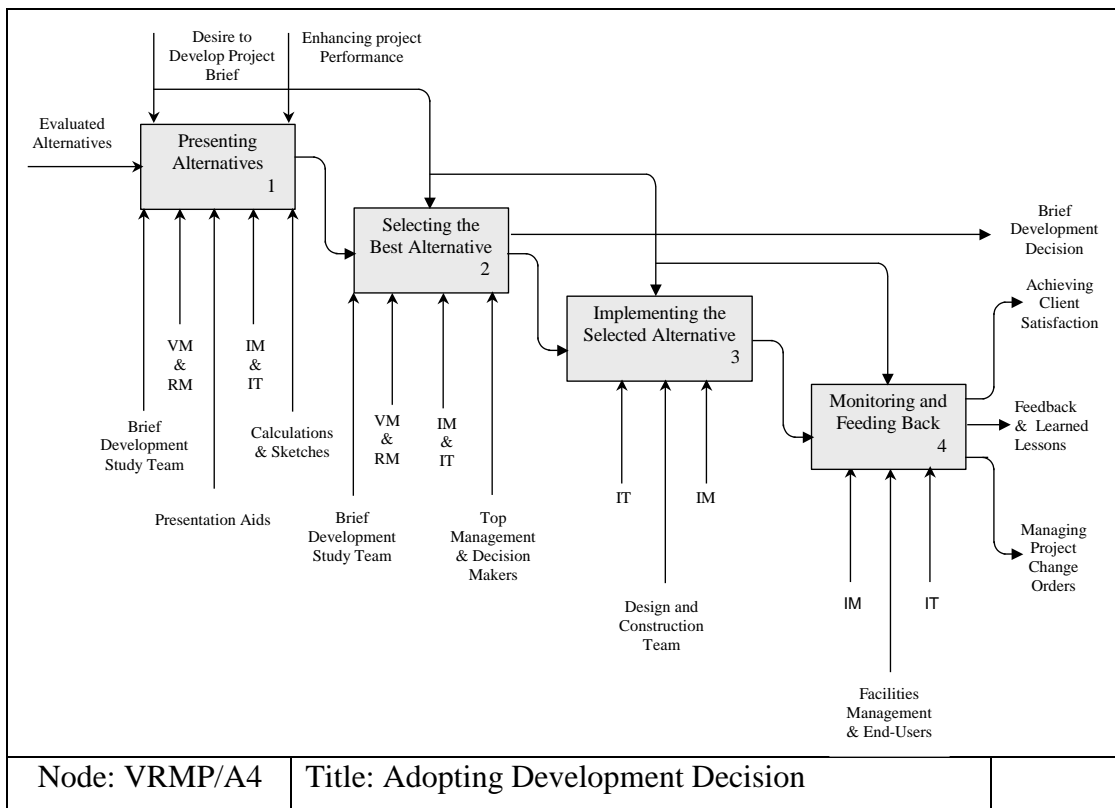 Desire to
Develop Project
Brief
Enhancing project
Performance
Evaluated
Alternatives
Presenting
Alternatives
1
Selecting the
Best Alternative
2
Brief
Development
Decision
Achieving
Client
Satisfaction
Implementing the
Selected Alternative
3
VM
&
RM
IM
&
IT
Monitoring and
Feeding Back
4
Feedback
& Learned
Lessons
Brief
Development
Study Team
Calculations
& Sketches
VM
&
RM
IM
&
IT
Presentation Aids
Brief
Development
Study Team
Top
Management
& Decision
Makers
IT
IM
Managing
Project
Change
Orders
Design and
Construction
Team
IM
IT
Facilities
Management
& End-Users
Node: VRMP/A4
Title: Adopting Development Decision